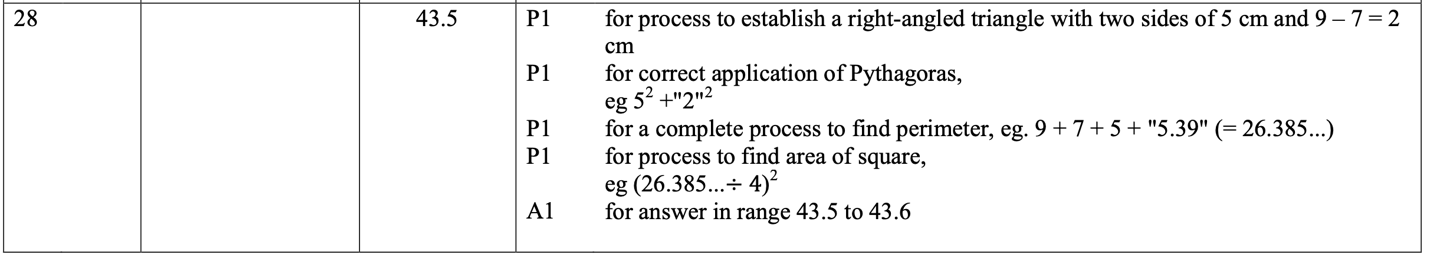 28 43.5 P1 for process to establish a right-angled triangle with two sides of 5 cm and 9 – 7 = 2
cm
P1 for correct application of Pythagoras,
eg 5² +"2"²
P1 for a complete process to find perimeter, eg. 9 + 7 + 5 + "5.39" (= 26.385...)
P1 for process to find area of square,
eg (26.385...÷ 4)²
A1 for answer in range 43.5 to 43.6